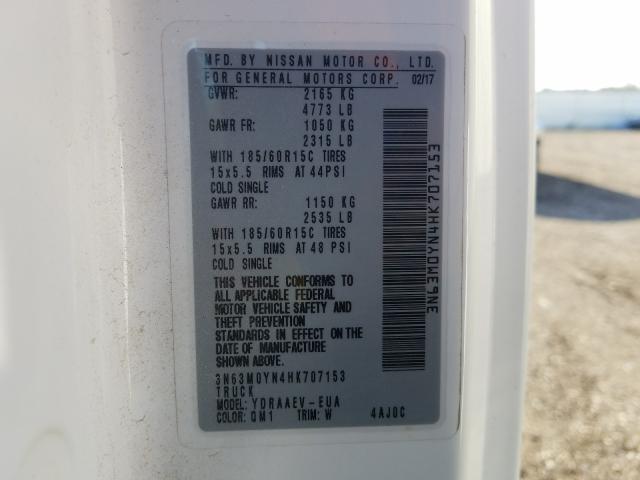 MFD. BY NISSAN MOTOR CO., LTD.
FOR GENERAL MOTORS CORP. 02/17
GVWR: 2165 KG
4773 LB
GAWR FR: 1050 KG
2315 LB
WITH 185/60R15C TIRES
15x5.5 RIMS AT 44PSI
COLD SINGLE
GAWR RR: 1150 KG
2535 LB
WITH 185/60R15C TIRES
15x5.5 RIMS AT 48 PSI
COLD SINGLE
THIS VEHICLE CONFORMS TO
ALL APPLICABLE FEDERAL
MOTOR VEHICLE SAFETY AND
THEFT PREVENTION
STANDARDS IN EFFECT ON THE
DATE OF MANUFACTURE
SHOWN ABOVE.
3N63M0YN4HK707153
TRUCK
MODEL: YDRAAEV-EUA
COLOR: QM1 TRIM: W 4AJ0C
3N63M0YN4HK707153